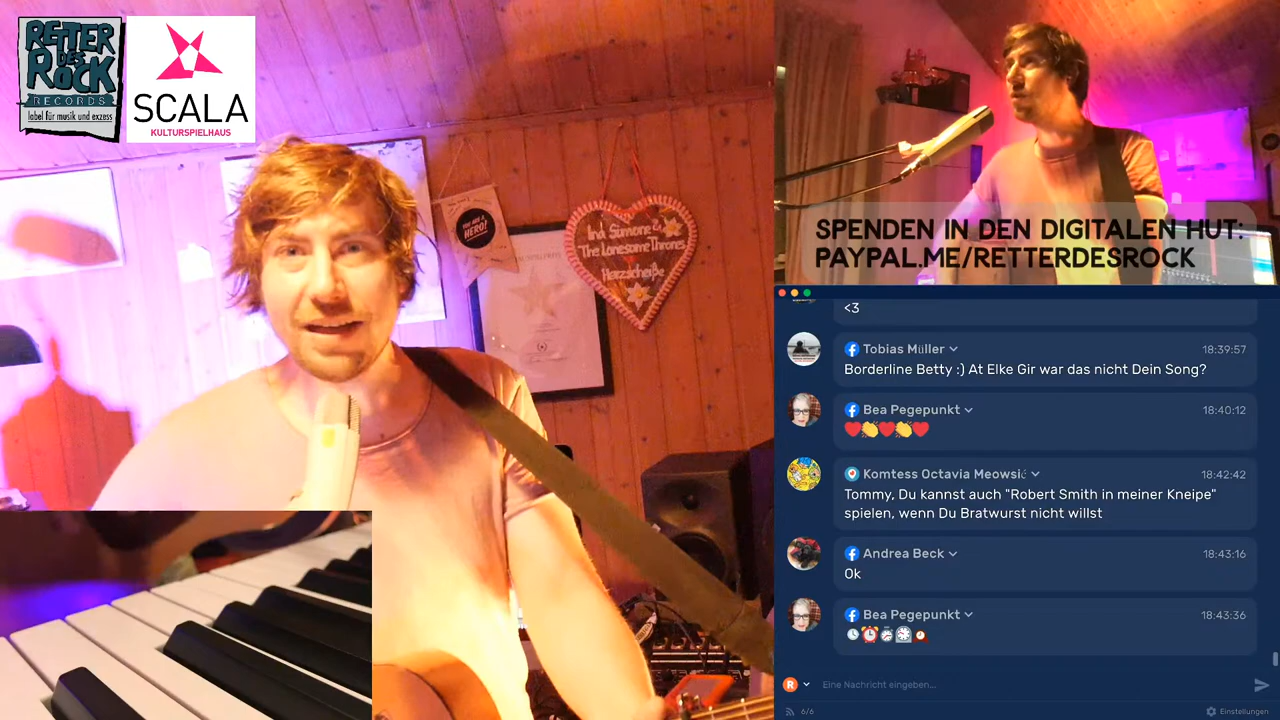 RETTER
DES
ROCK
RECORDS
label für musik und exzess
SCALA
KULTURSPIELHAUS
YOU ARE A
HERO!
Ina Simone &
The Lonesome Thrones
Herzscheiße
SPENDEN IN DEN DIGITALEN HUT:
PAYPAL.ME/RETTERDESROCK
<3
Tobias Müller 18:39:57
Borderline Betty :) At Elke Gir war das nicht Dein Song?
Bea Pegepunkt 18:40:12
❤️👏❤️👏❤️
Komtess Octavia Meowsić 18:42:42
Tommy, Du kannst auch "Robert Smith in meiner Kneipe"
spielen, wenn Du Bratwurst nicht willst
Andrea Beck 18:43:16
Ok
Bea Pegepunkt 18:43:36
R
Eine Nachricht eingeben...
6/6 Einstellungen